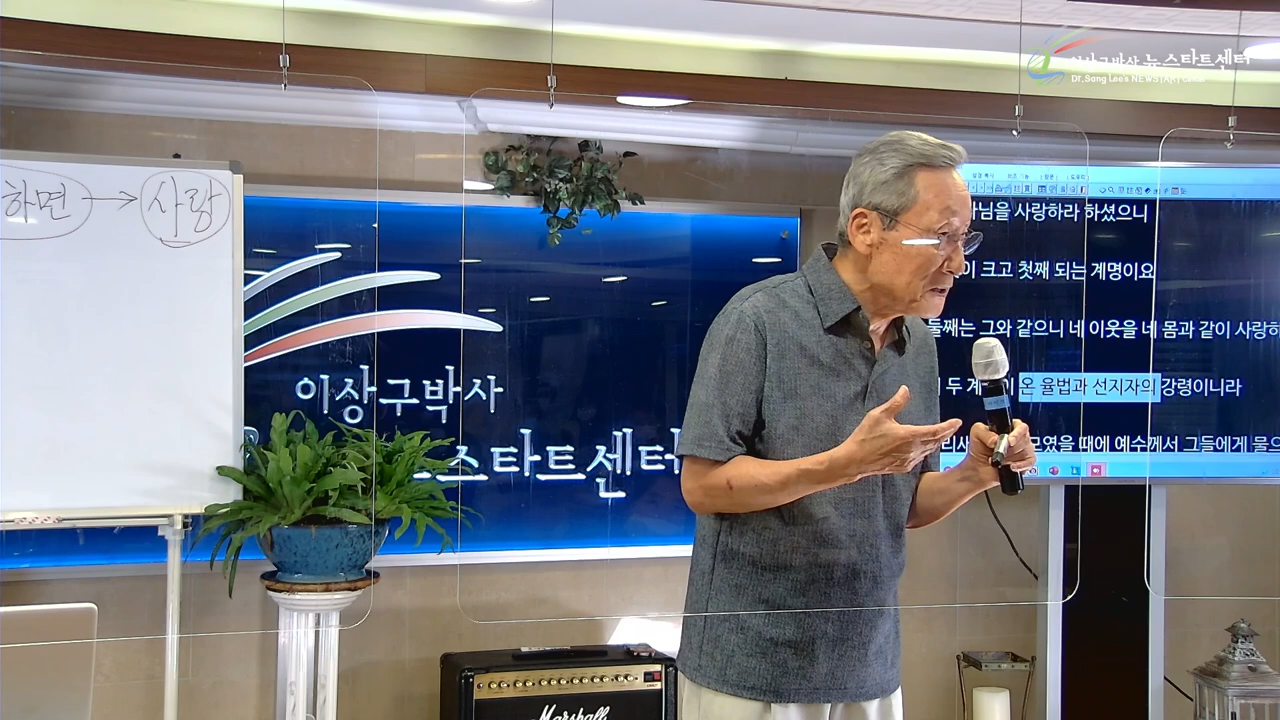 이상구박사 뉴스타트센터
Dr.Sang Lee's NEWSTART Center
하면 → 사랑
이상구박사
스타트센터
님을 사랑하라 하셨으니
이 크고 첫째 되는 계명이요
둘째는 그와 같으니 네 이웃을 네 몸과 같이 사랑하
두 계 이 온 율법과 선지자의 강령이니라
리새 모였을 때에 예수께서 그들에게 물으
Marshall